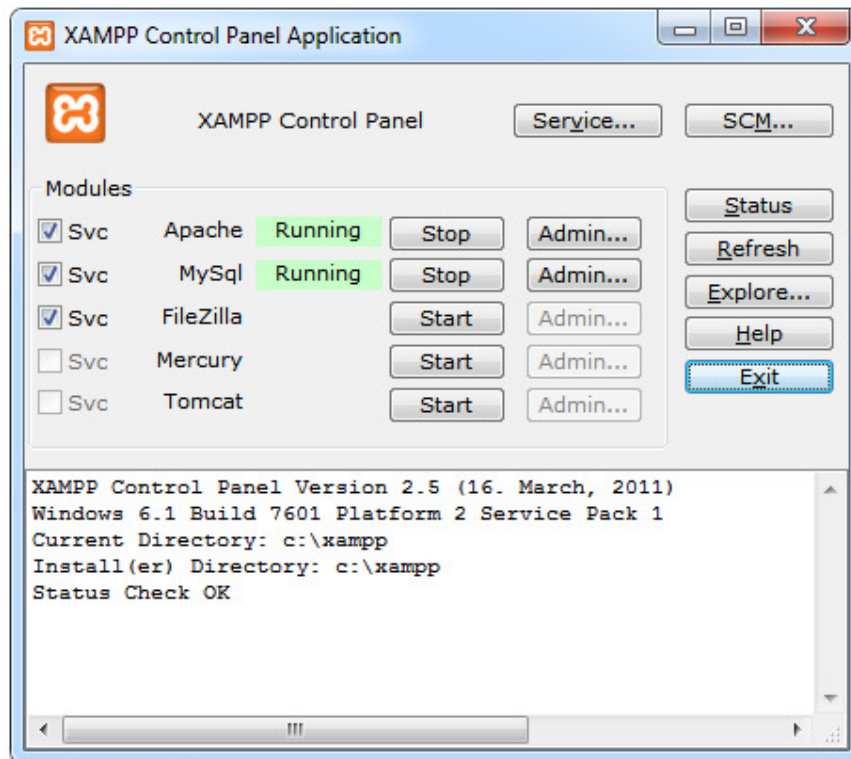 XAMPP Control Panel Application
XAMPP Control Panel Service... SCM...
Modules
Svc Apache Running Stop Admin...
Svc MySql Running Stop Admin...
Svc FileZilla Start Admin...
Svc Mercury Start Admin...
Svc Tomcat Start Admin...
Status
Refresh
Explore...
Help
Exit
XAMPP Control Panel Version 2.5 (16. March, 2011)
Windows 6.1 Build 7601 Platform 2 Service Pack 1
Current Directory: c:\xampp
Install(er) Directory: c:\xampp
Status Check OK